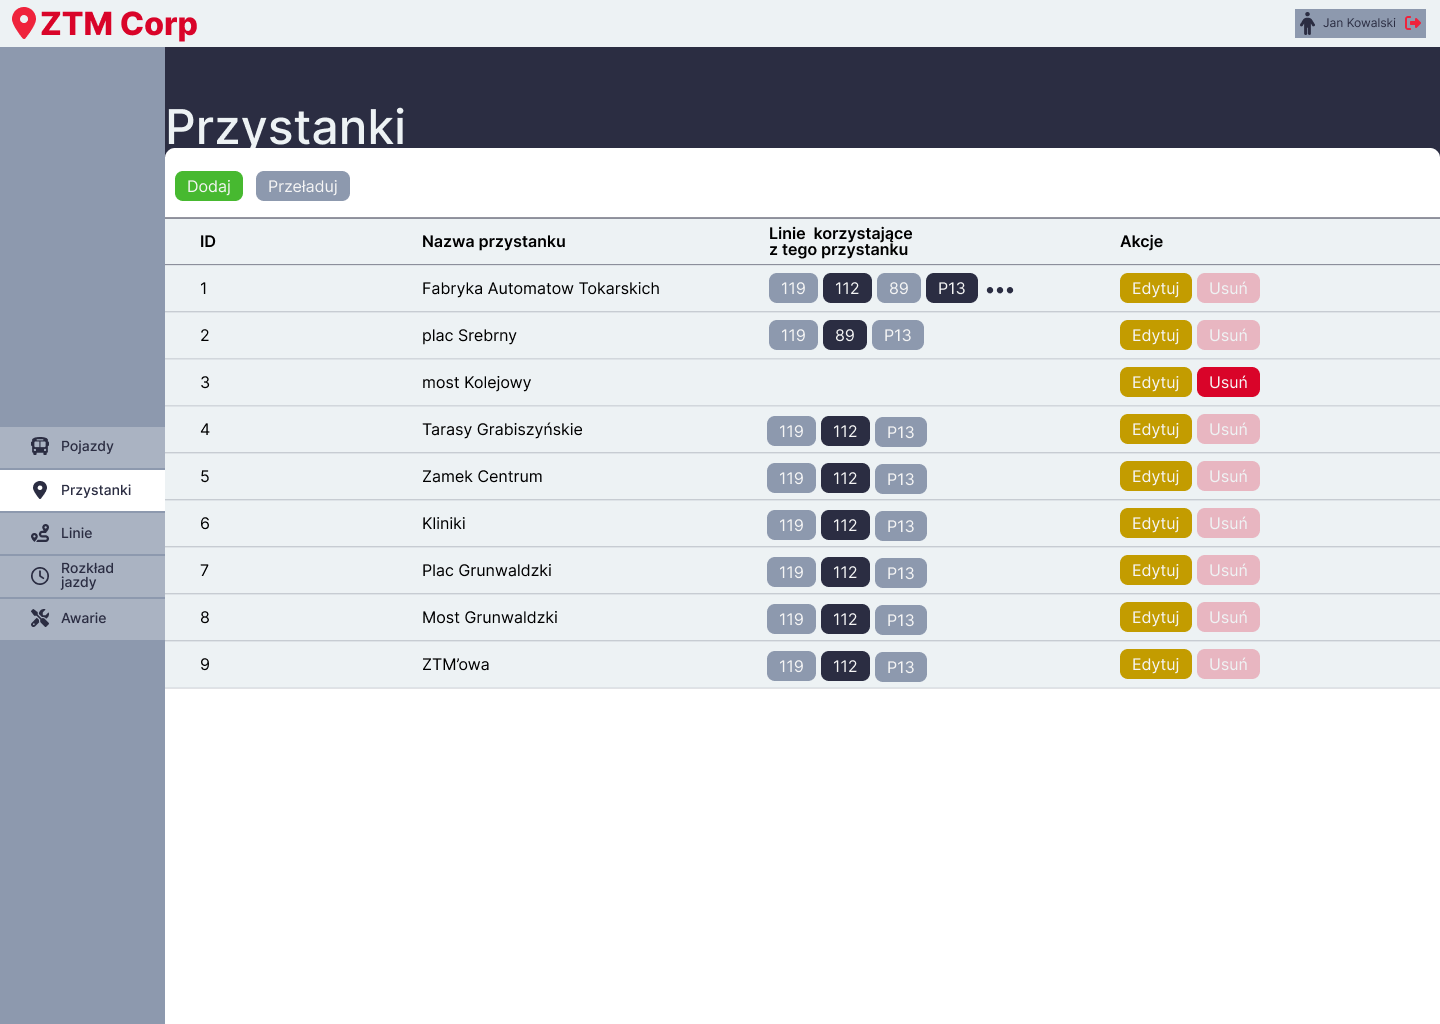 ZTM Corp
Jan Kowalski
Przystanki
Dodaj Przeładuj
ID Nazwa przystanku Linie korzystające z tego przystanku Akcje
1 Fabryka Automatow Tokarskich 119 112 89 P13 ••• Edytuj Usuń
2 plac Srebrny 119 89 P13 Edytuj Usuń
3 most Kolejowy Edytuj Usuń
4 Tarasy Grabiszyńskie 119 112 P13 Edytuj Usuń
5 Zamek Centrum 119 112 P13 Edytuj Usuń
6 Kliniki 119 112 P13 Edytuj Usuń
7 Plac Grunwaldzki 119 112 P13 Edytuj Usuń
8 Most Grunwaldzki 119 112 P13 Edytuj Usuń
9 ZTM’owa 119 112 P13 Edytuj Usuń
Pojazdy
Przystanki
Linie
Rozkład
jazdy
Awarie